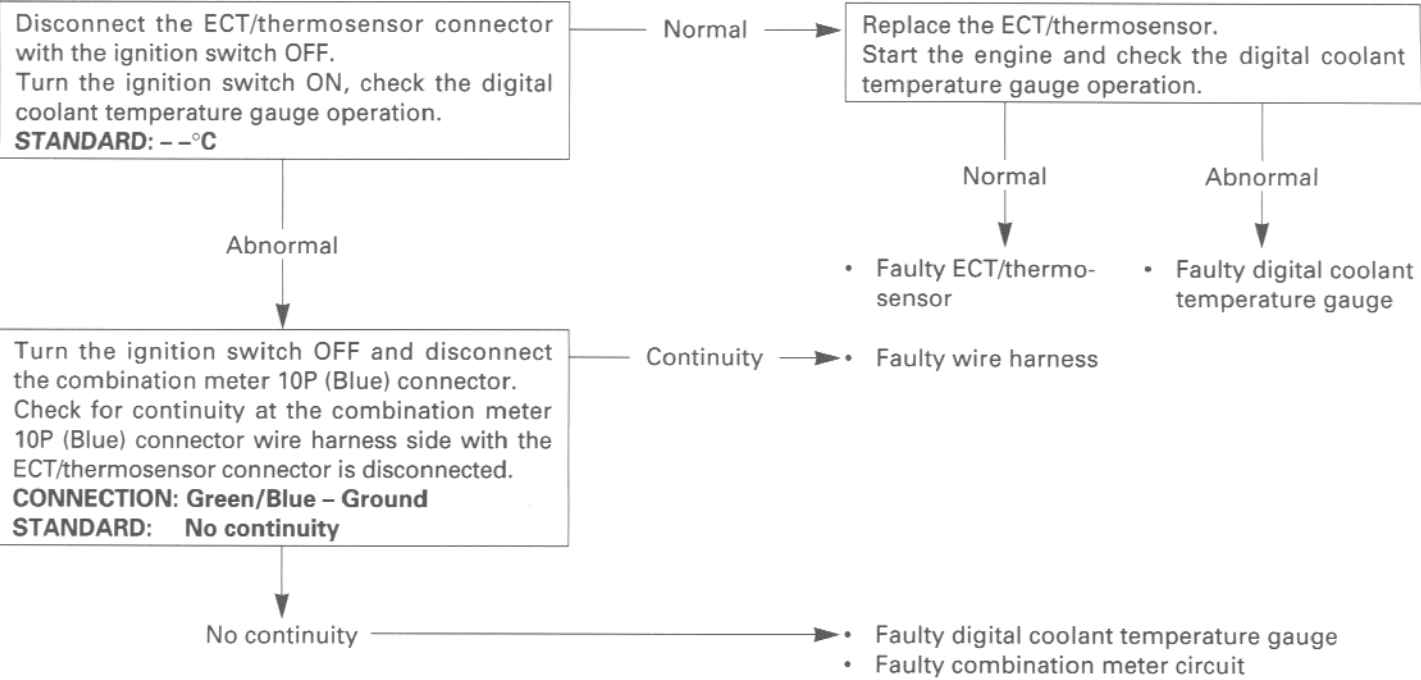 Disconnect the ECT/thermosensor connector
with the ignition switch OFF.
Turn the ignition switch ON, check the digital
coolant temperature gauge operation.
STANDARD: – –°C
Normal
Replace the ECT/thermosensor.
Start the engine and check the digital coolant
temperature gauge operation.
Normal
Abnormal
• Faulty ECT/thermo-
sensor
• Faulty digital coolant
temperature gauge
Abnormal
Turn the ignition switch OFF and disconnect
the combination meter 10P (Blue) connector.
Check for continuity at the combination meter
10P (Blue) connector wire harness side with the
ECT/thermosensor connector is disconnected.
CONNECTION: Green/Blue – Ground
STANDARD: No continuity
Continuity
• Faulty wire harness
No continuity
• Faulty digital coolant temperature gauge
• Faulty combination meter circuit